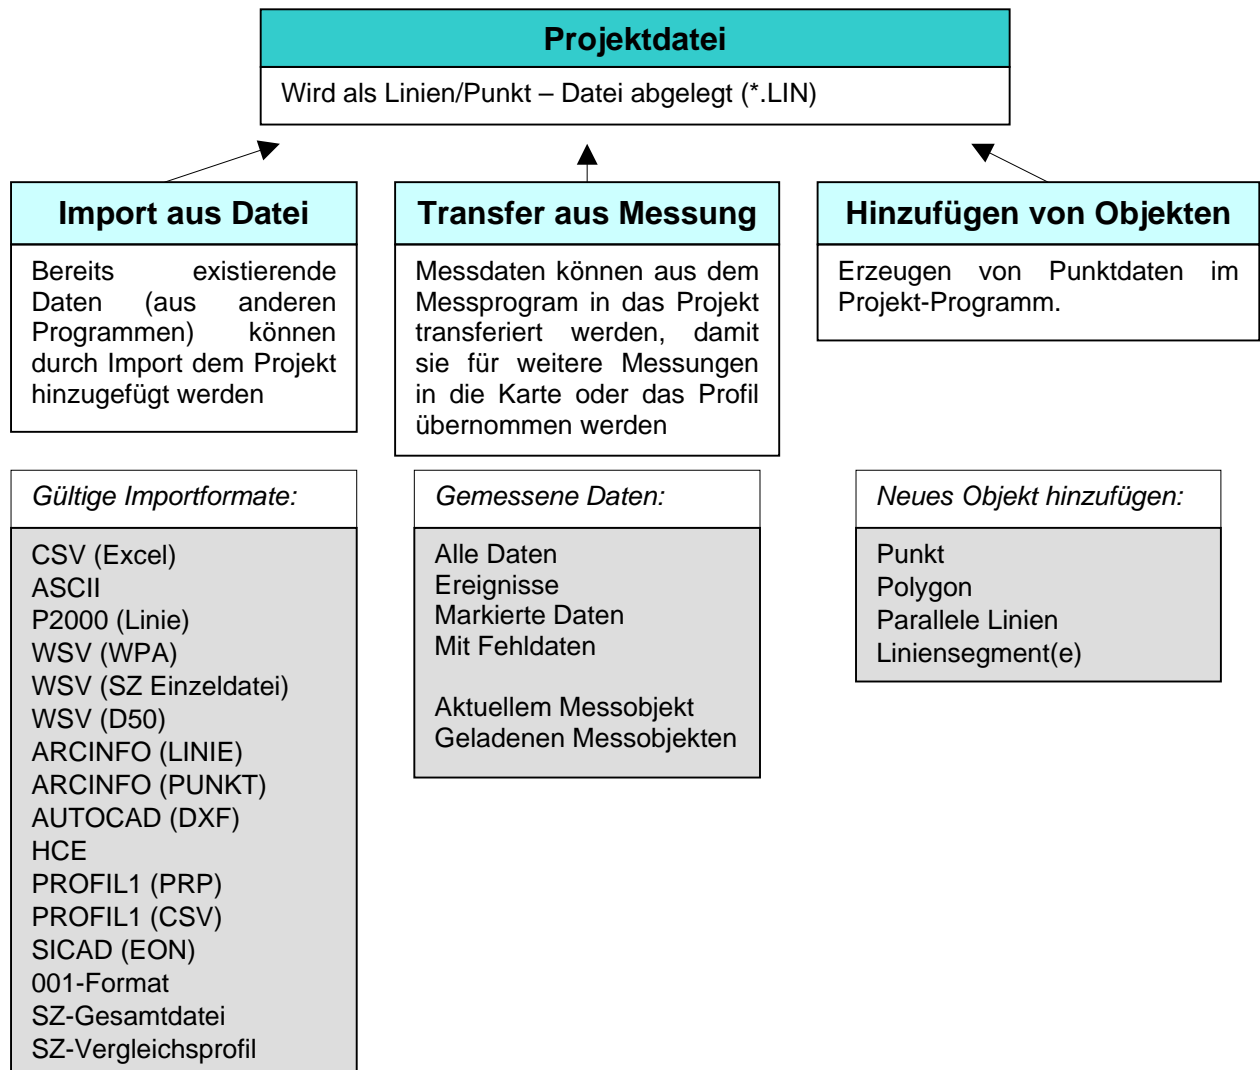 Projektdatei
Wird als Linien/Punkt – Datei abgelegt (*.LIN)
Import aus Datei
Bereits existierende
Daten (aus anderen
Programmen) können
durch Import dem Projekt
hinzugefügt werden
Transfer aus Messung
Messdaten können aus dem
Messprogram in das Projekt
transferiert werden, damit
sie für weitere Messungen
in die Karte oder das Profil
übernommen werden
Hinzufügen von Objekten
Erzeugen von Punktdaten im
Projekt-Programm.
Gültige Importformate:
CSV (Excel)
ASCII
P2000 (Linie)
WSV (WPA)
WSV (SZ Einzeldatei)
WSV (D50)
ARCINFO (LINIE)
ARCINFO (PUNKT)
AUTOCAD (DXF)
HCE
PROFIL1 (PRP)
PROFIL1 (CSV)
SICAD (EON)
001-Format
SZ-Gesamtdatei
SZ-Vergleichsprofil
Gemessene Daten:
Alle Daten
Ereignisse
Markierte Daten
Mit Fehldaten
Aktuellem Messobjekt
Geladenen Messobjekten
Neues Objekt hinzufügen:
Punkt
Polygon
Parallele Linien
Liniensegment(e)